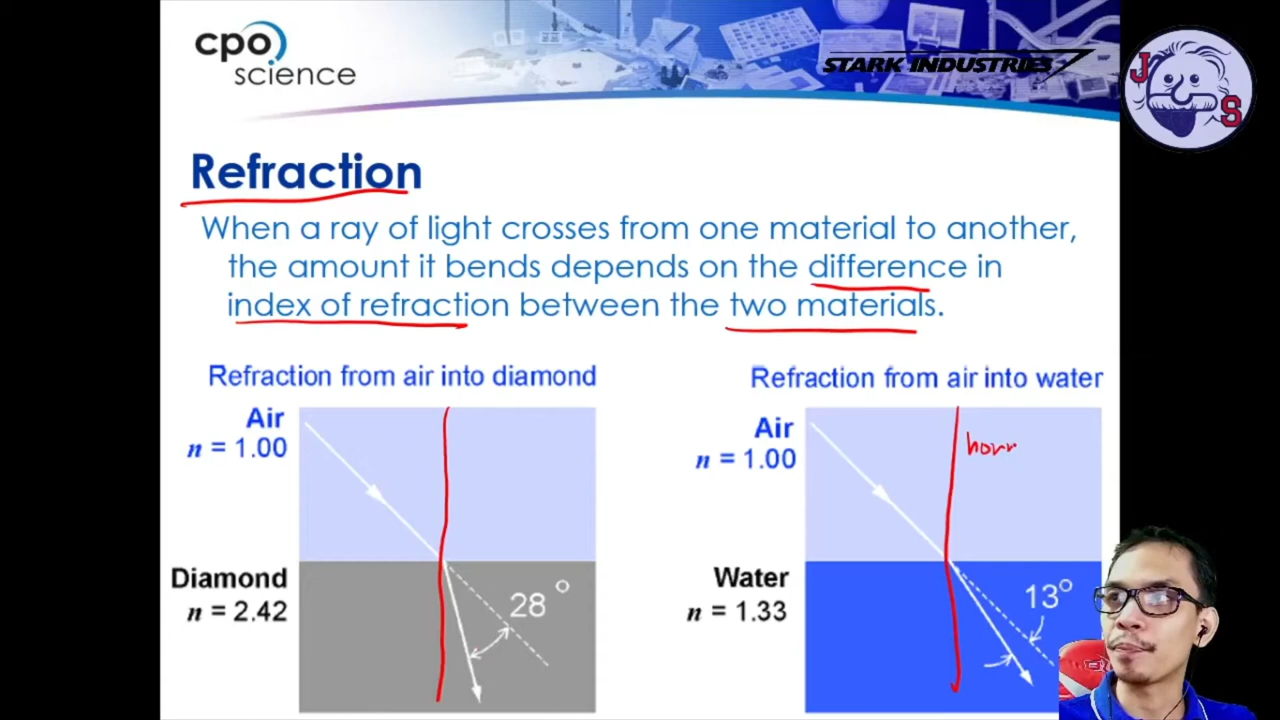 cpo
science
STARK INDUSTRIES
J
S
Refraction
When a ray of light crosses from one material to another,
the amount it bends depends on the difference in
index of refraction between the two materials.
Refraction from air into diamond
Air
n = 1.00
Diamond
n = 2.42
28°
Refraction from air into water
Air
n = 1.00
Water
n = 1.33
13°